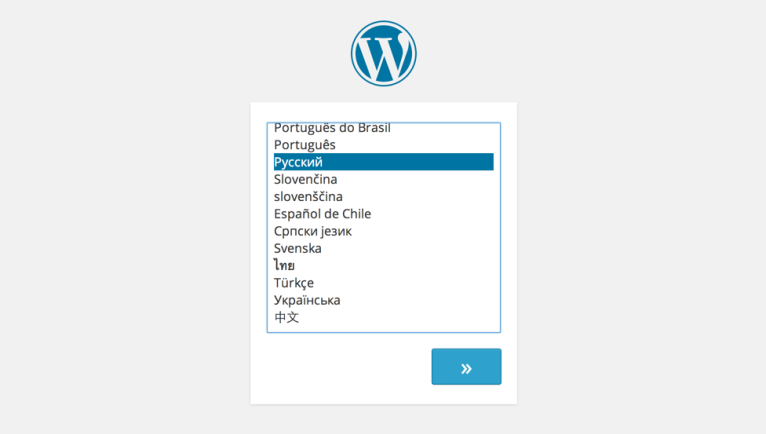 Português do Brasil
Português
Русский
Slovenčina
slovenščina
Español de Chile
Српски језик
Svenska
ไทย
Türkçe
Українська
中文
»